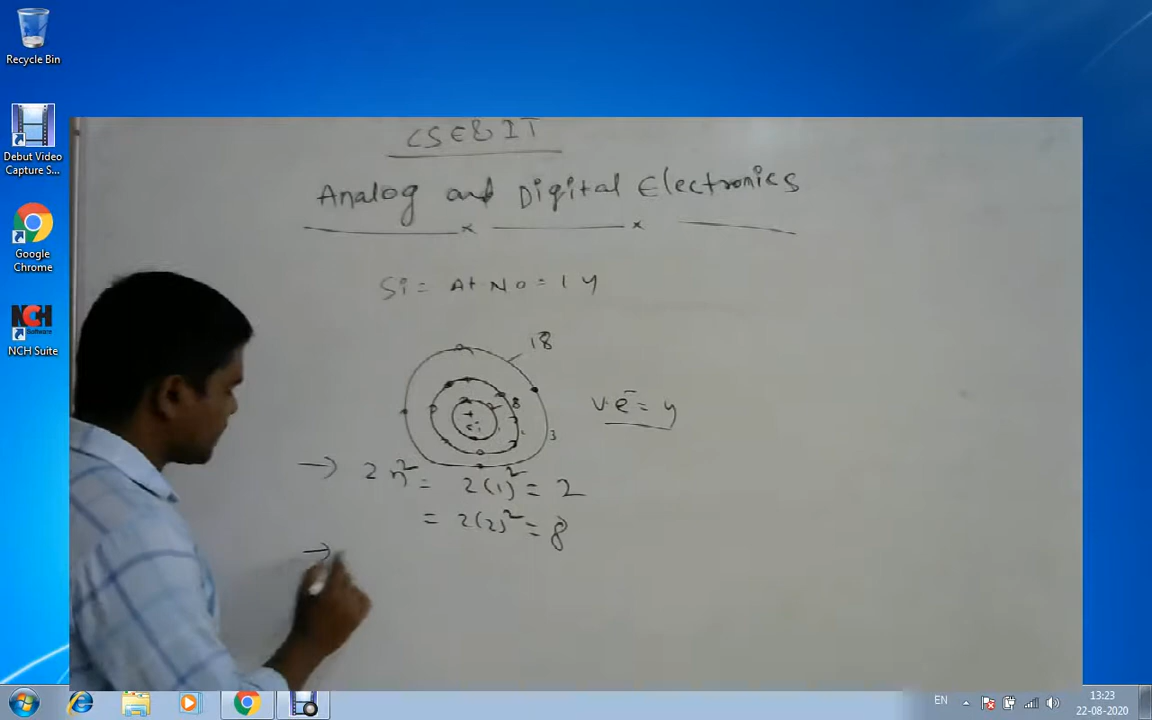 Recycle Bin
Debut Video
Capture S...
Google
Chrome
NCH
Software
NCH Suite
CSE & IT
Analog and Digital Electronics
Si = At No = 14
18
8
+
v.e⁻ = 4
3
→ 2n² = 2(1)² = 2
= 2(2)² = 8
→
EN
13:23
22-08-2020